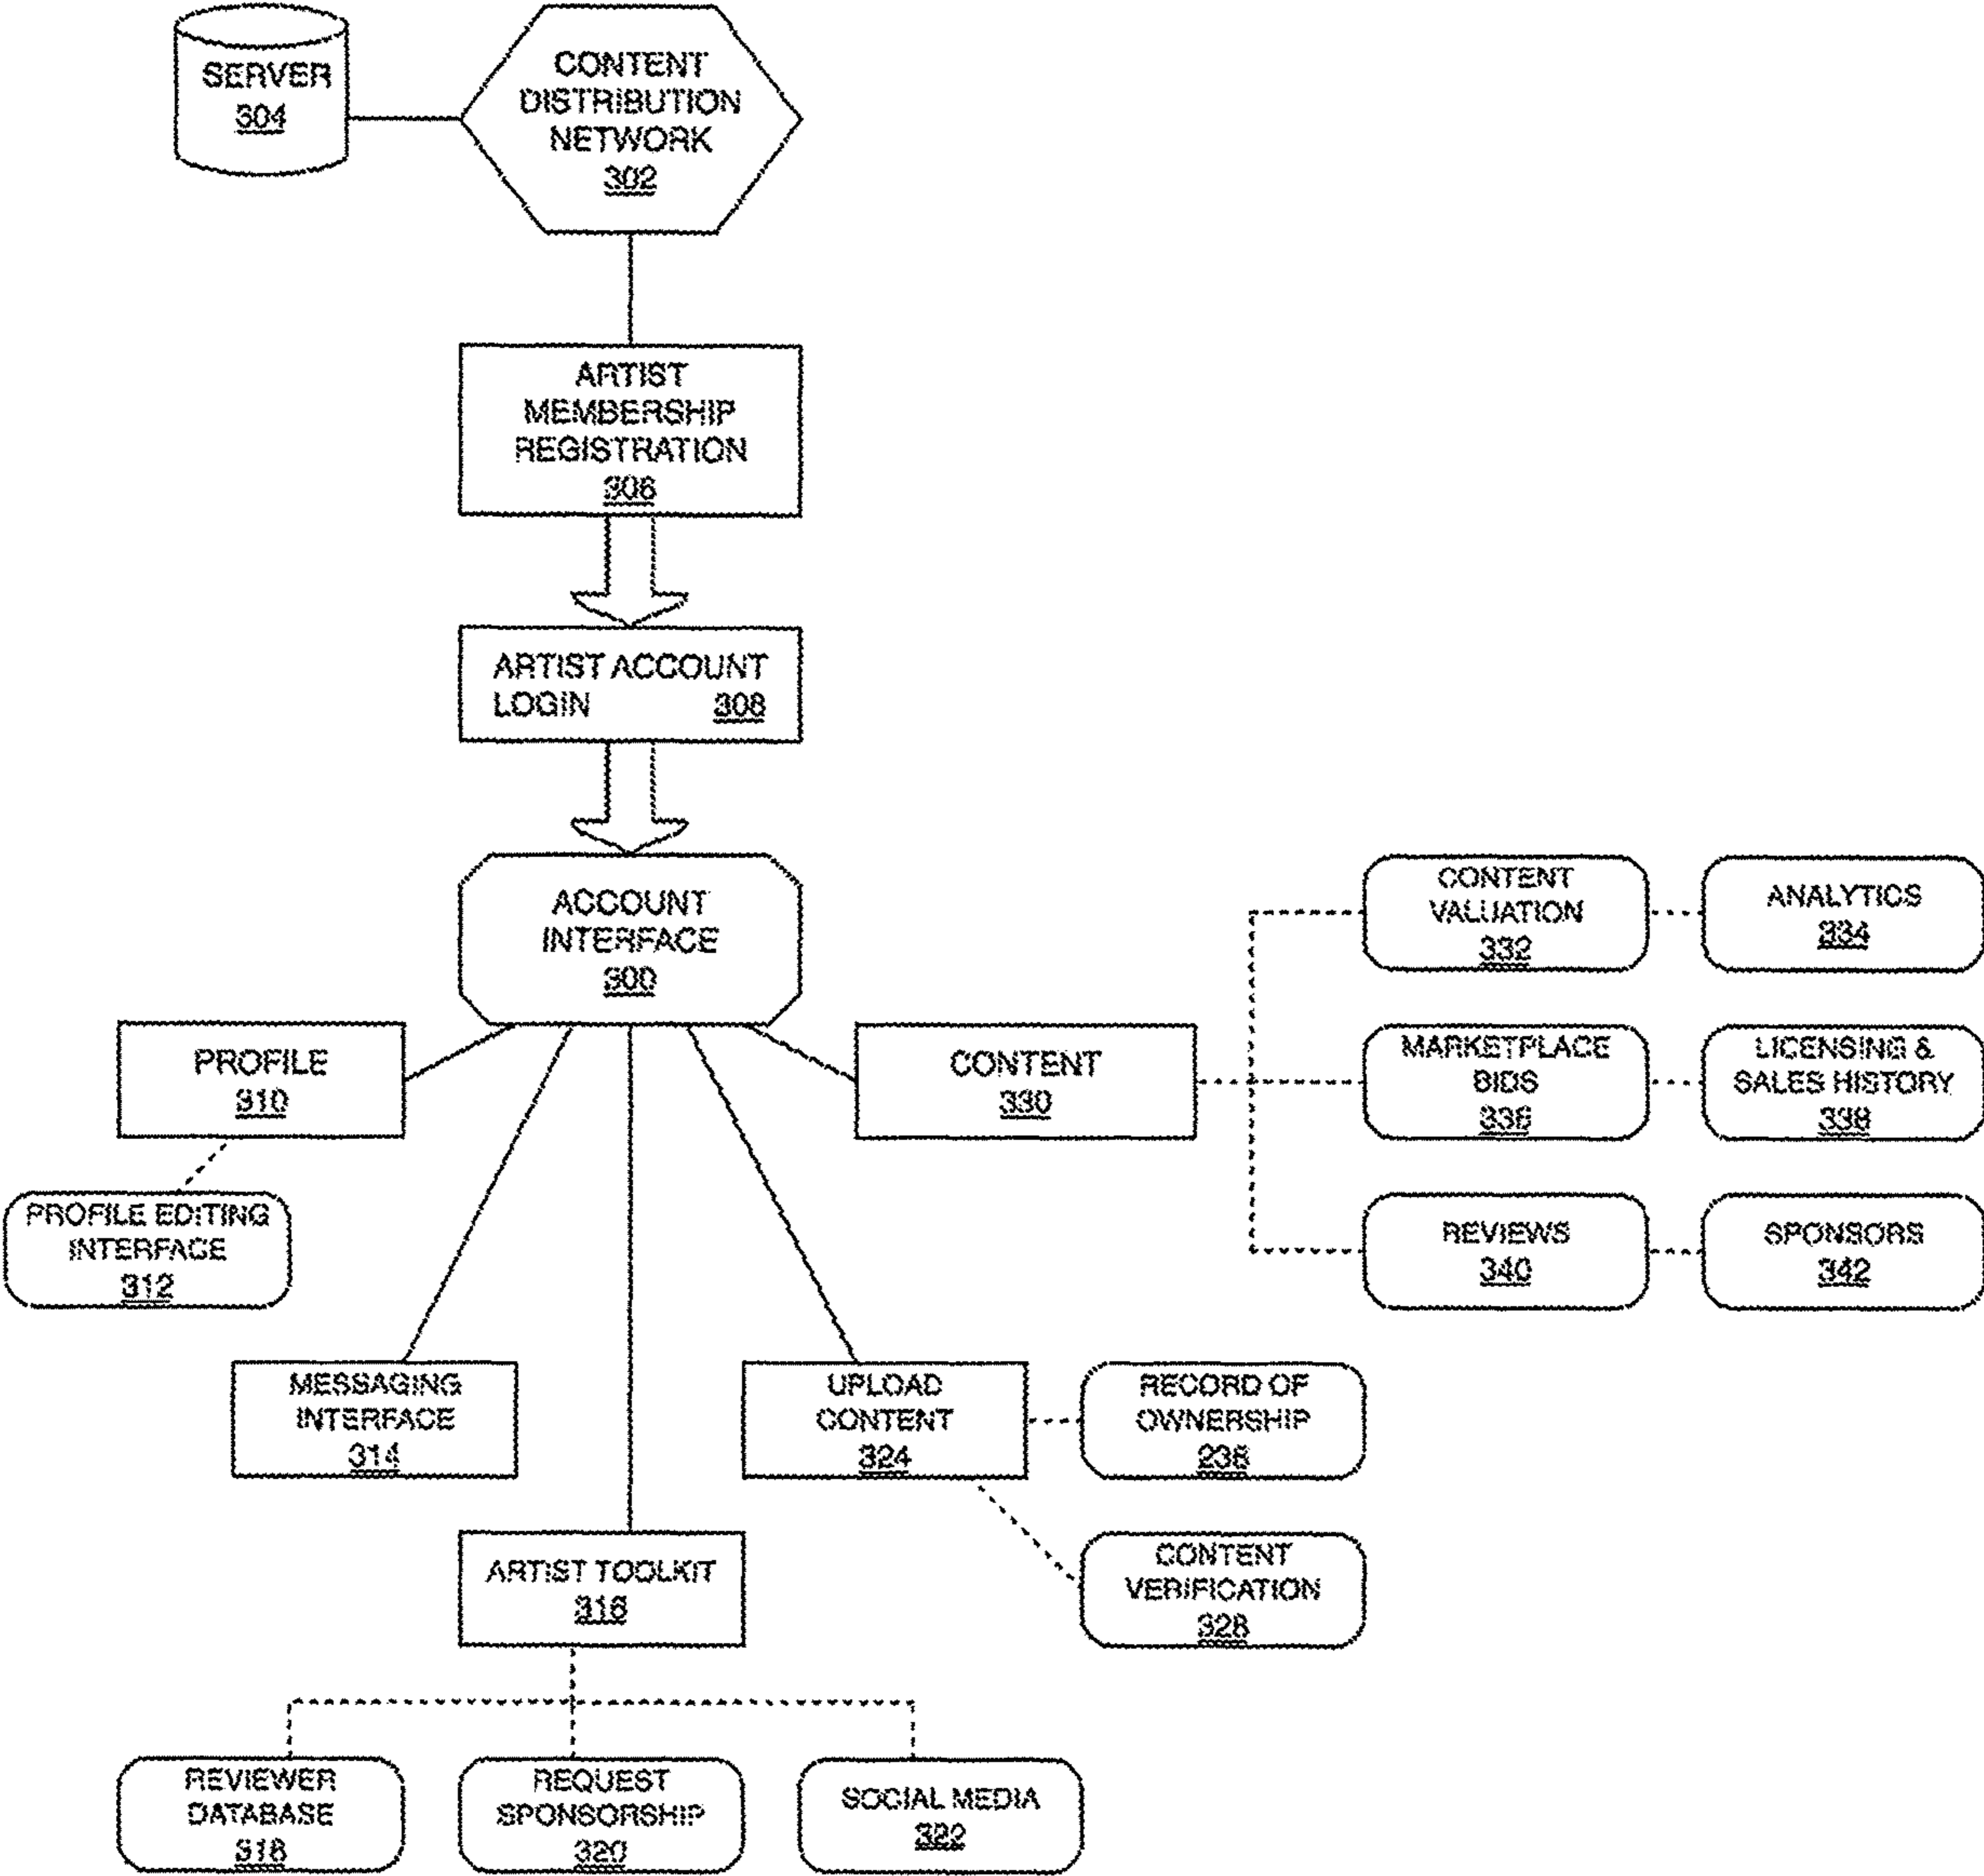 SERVER
304
CONTENT
DISTRIBUTION
NETWORK
302
ARTIST
MEMBERSHIP
REGISTRATION
306
ARTIST ACCOUNT
LOGIN 308
ACCOUNT
INTERFACE
300
PROFILE
310
PROFILE EDITING
INTERFACE
312
CONTENT
330
CONTENT
VALUATION
332
ANALYTICS
334
MARKETPLACE
BIDS
336
LICENSING &
SALES HISTORY
338
REVIEWS
340
SPONSORS
342
MESSAGING
INTERFACE
314
UPLOAD
CONTENT
324
RECORD OF
OWNERSHIP
236
CONTENT
VERIFICATION
328
ARTIST TOOLKIT
316
REVIEWER
DATABASE
318
REQUEST
SPONSORSHIP
320
SOCIAL MEDIA
322